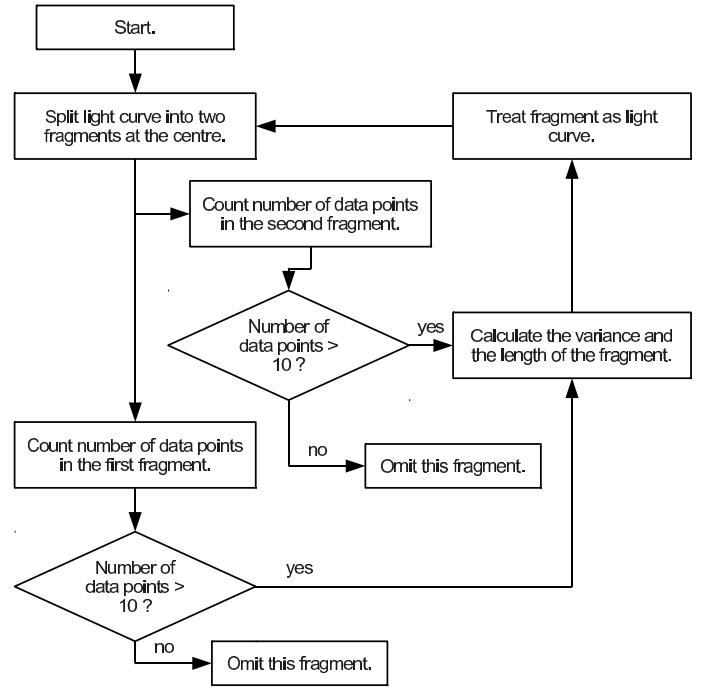 Start.
Split light curve into two
fragments at the centre.
Treat fragment as light
curve.
Count number of data points
in the second fragment.
Number of
data points >
10 ?
yes
Calculate the variance and
the length of the fragment.
no
Omit this fragment.
Count number of data points
in the first fragment.
Number of
data points >
10 ?
yes
no
Omit this fragment.